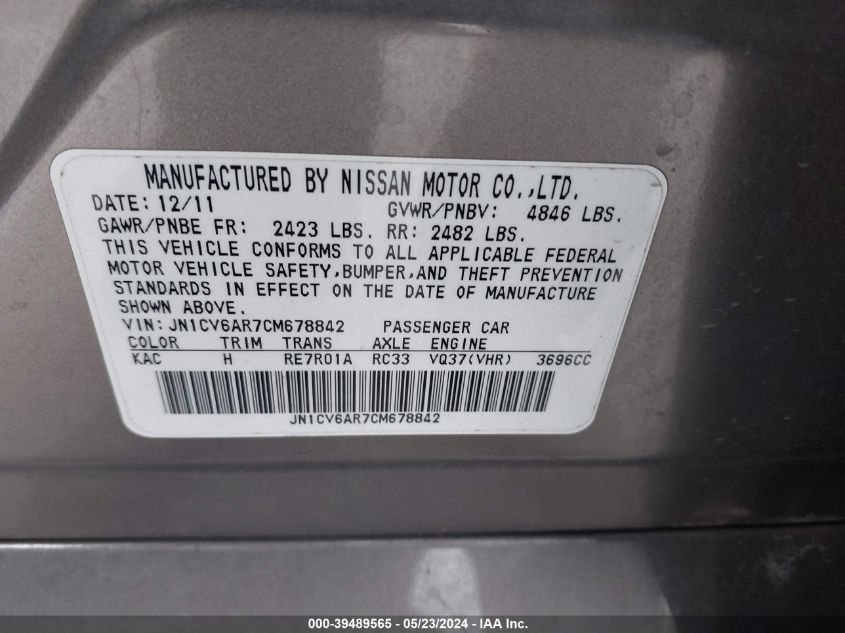 MANUFACTURED BY NISSAN MOTOR CO.,LTD.
DATE: 12/11 GVWR/PNBV: 4846 LBS.
GAWR/PNBE FR: 2423 LBS. RR: 2482 LBS.
THIS VEHICLE CONFORMS TO ALL APPLICABLE FEDERAL
MOTOR VEHICLE SAFETY,BUMPER,AND THEFT PREVENTION
STANDARDS IN EFFECT ON THE DATE OF MANUFACTURE
SHOWN ABOVE.
VIN: JN1CV6AR7CM678842 PASSENGER CAR
COLOR TRIM TRANS AXLE ENGINE
KAC H RE7R01A RC33 VQ37(VHR) 3696CC
JN1CV6AR7CM678842
000-39489565 - 05/23/2024 - IAA Inc.